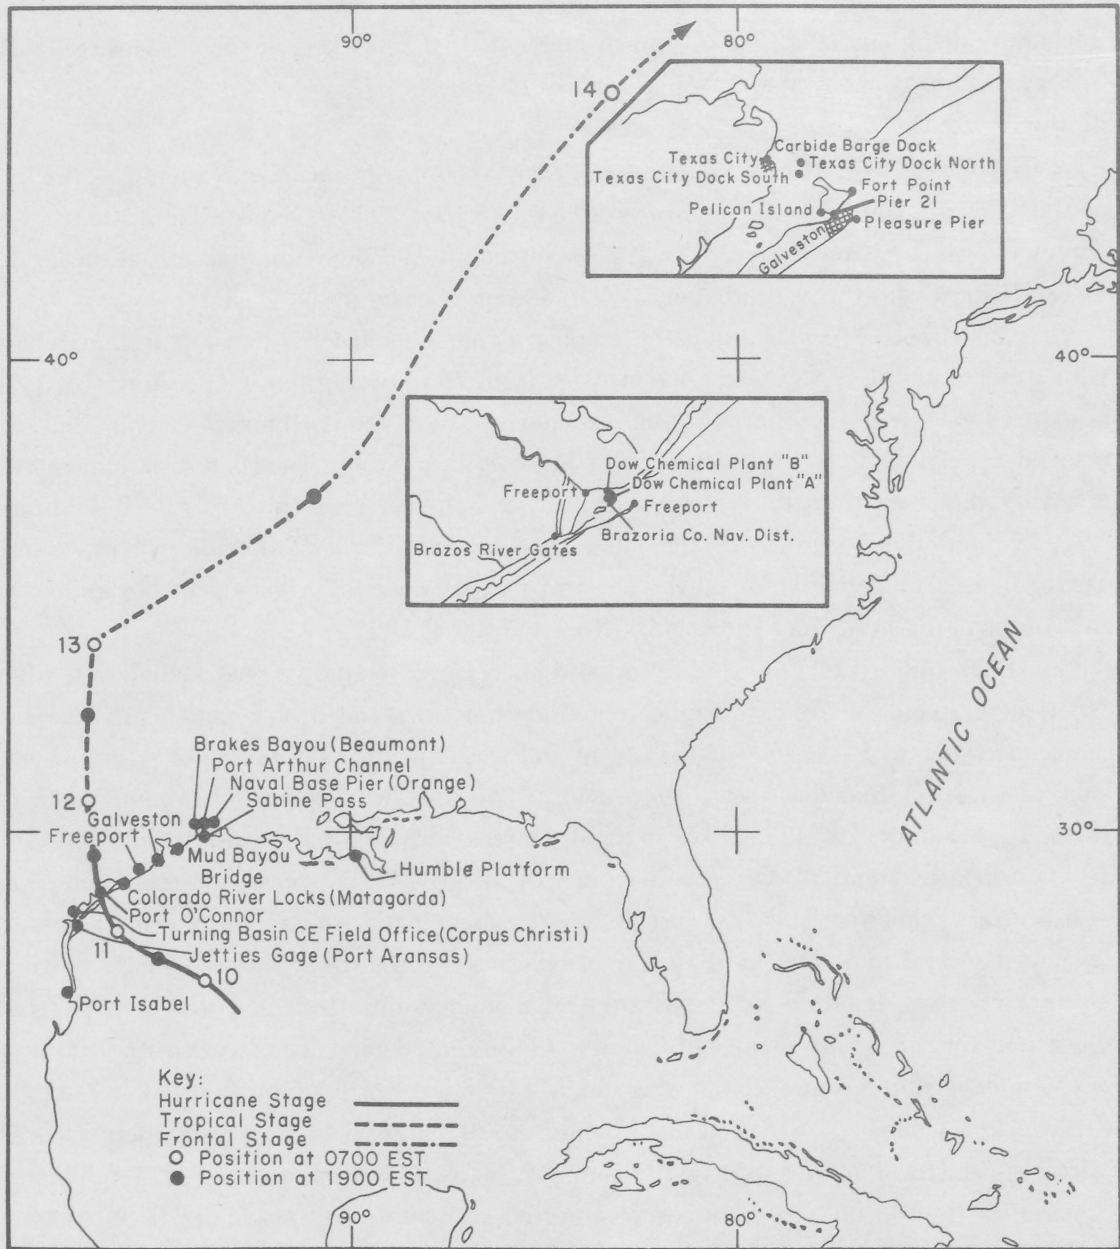 90°
80°
14
Carbide Barge Dock
Texas City
Texas City Dock North
Texas City Dock South
Fort Point
Pier 21
Pelican Island
Pleasure Pier
Galveston
40°
40°
Dow Chemical Plant "B"
Dow Chemical Plant "A"
Freeport
Freeport
Brazoria Co. Nav. Dist.
Brazos River Gates
13
ATLANTIC OCEAN
Brakes Bayou (Beaumont)
Port Arthur Channel
Naval Base Pier (Orange)
Sabine Pass
12
Galveston
Freeport
30°
Mud Bayou
Bridge
Humble Platform
Colorado River Locks (Matagorda)
Port O'Connor
Turning Basin CE Field Office (Corpus Christi)
11
Jetties Gage (Port Aransas)
10
Port Isabel
Key:
Hurricane Stage
Tropical Stage
Frontal Stage
Position at 0700 EST
Position at 1900 EST
90°
80°